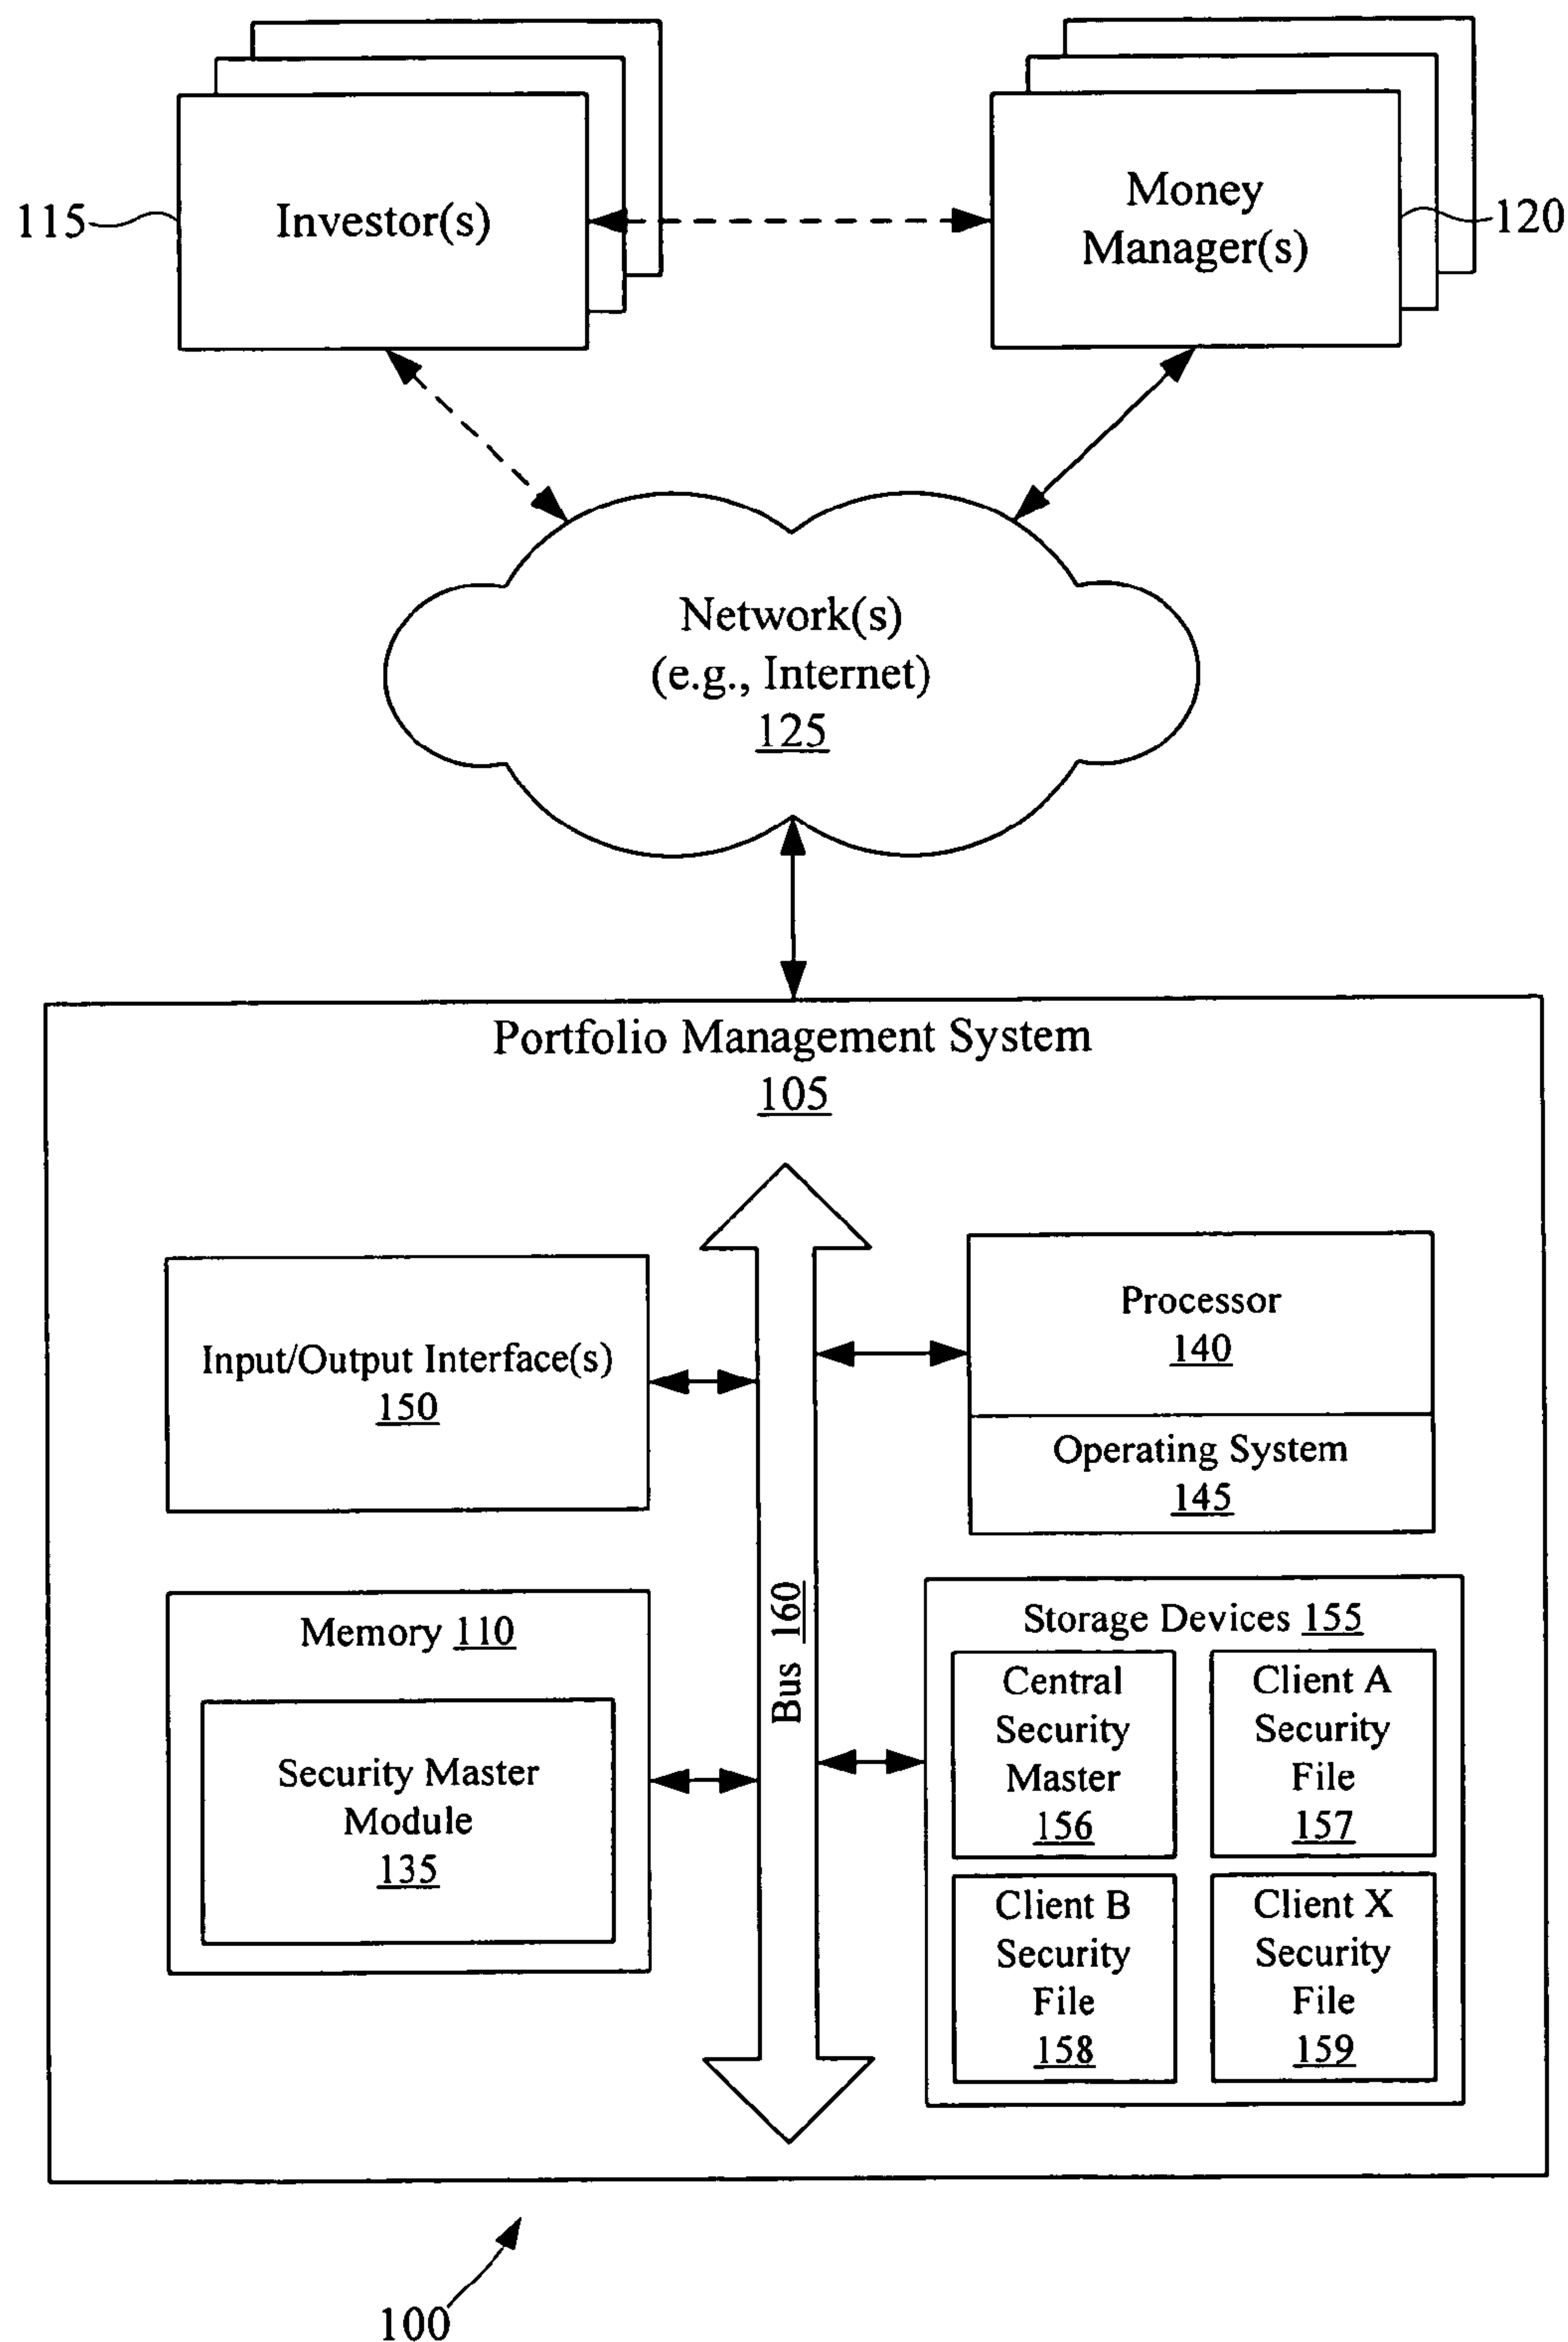 115
Investor(s)
Money
Manager(s)
120
Network(s)
(e.g., Internet)
125
Portfolio Management System
105
Input/Output Interface(s)
150
Processor
140
Operating System
145
Memory 110
Security Master
Module
135
Bus 160
Storage Devices 155
Central
Security
Master
156
Client A
Security
File
157
Client B
Security
File
158
Client X
Security
File
159
100